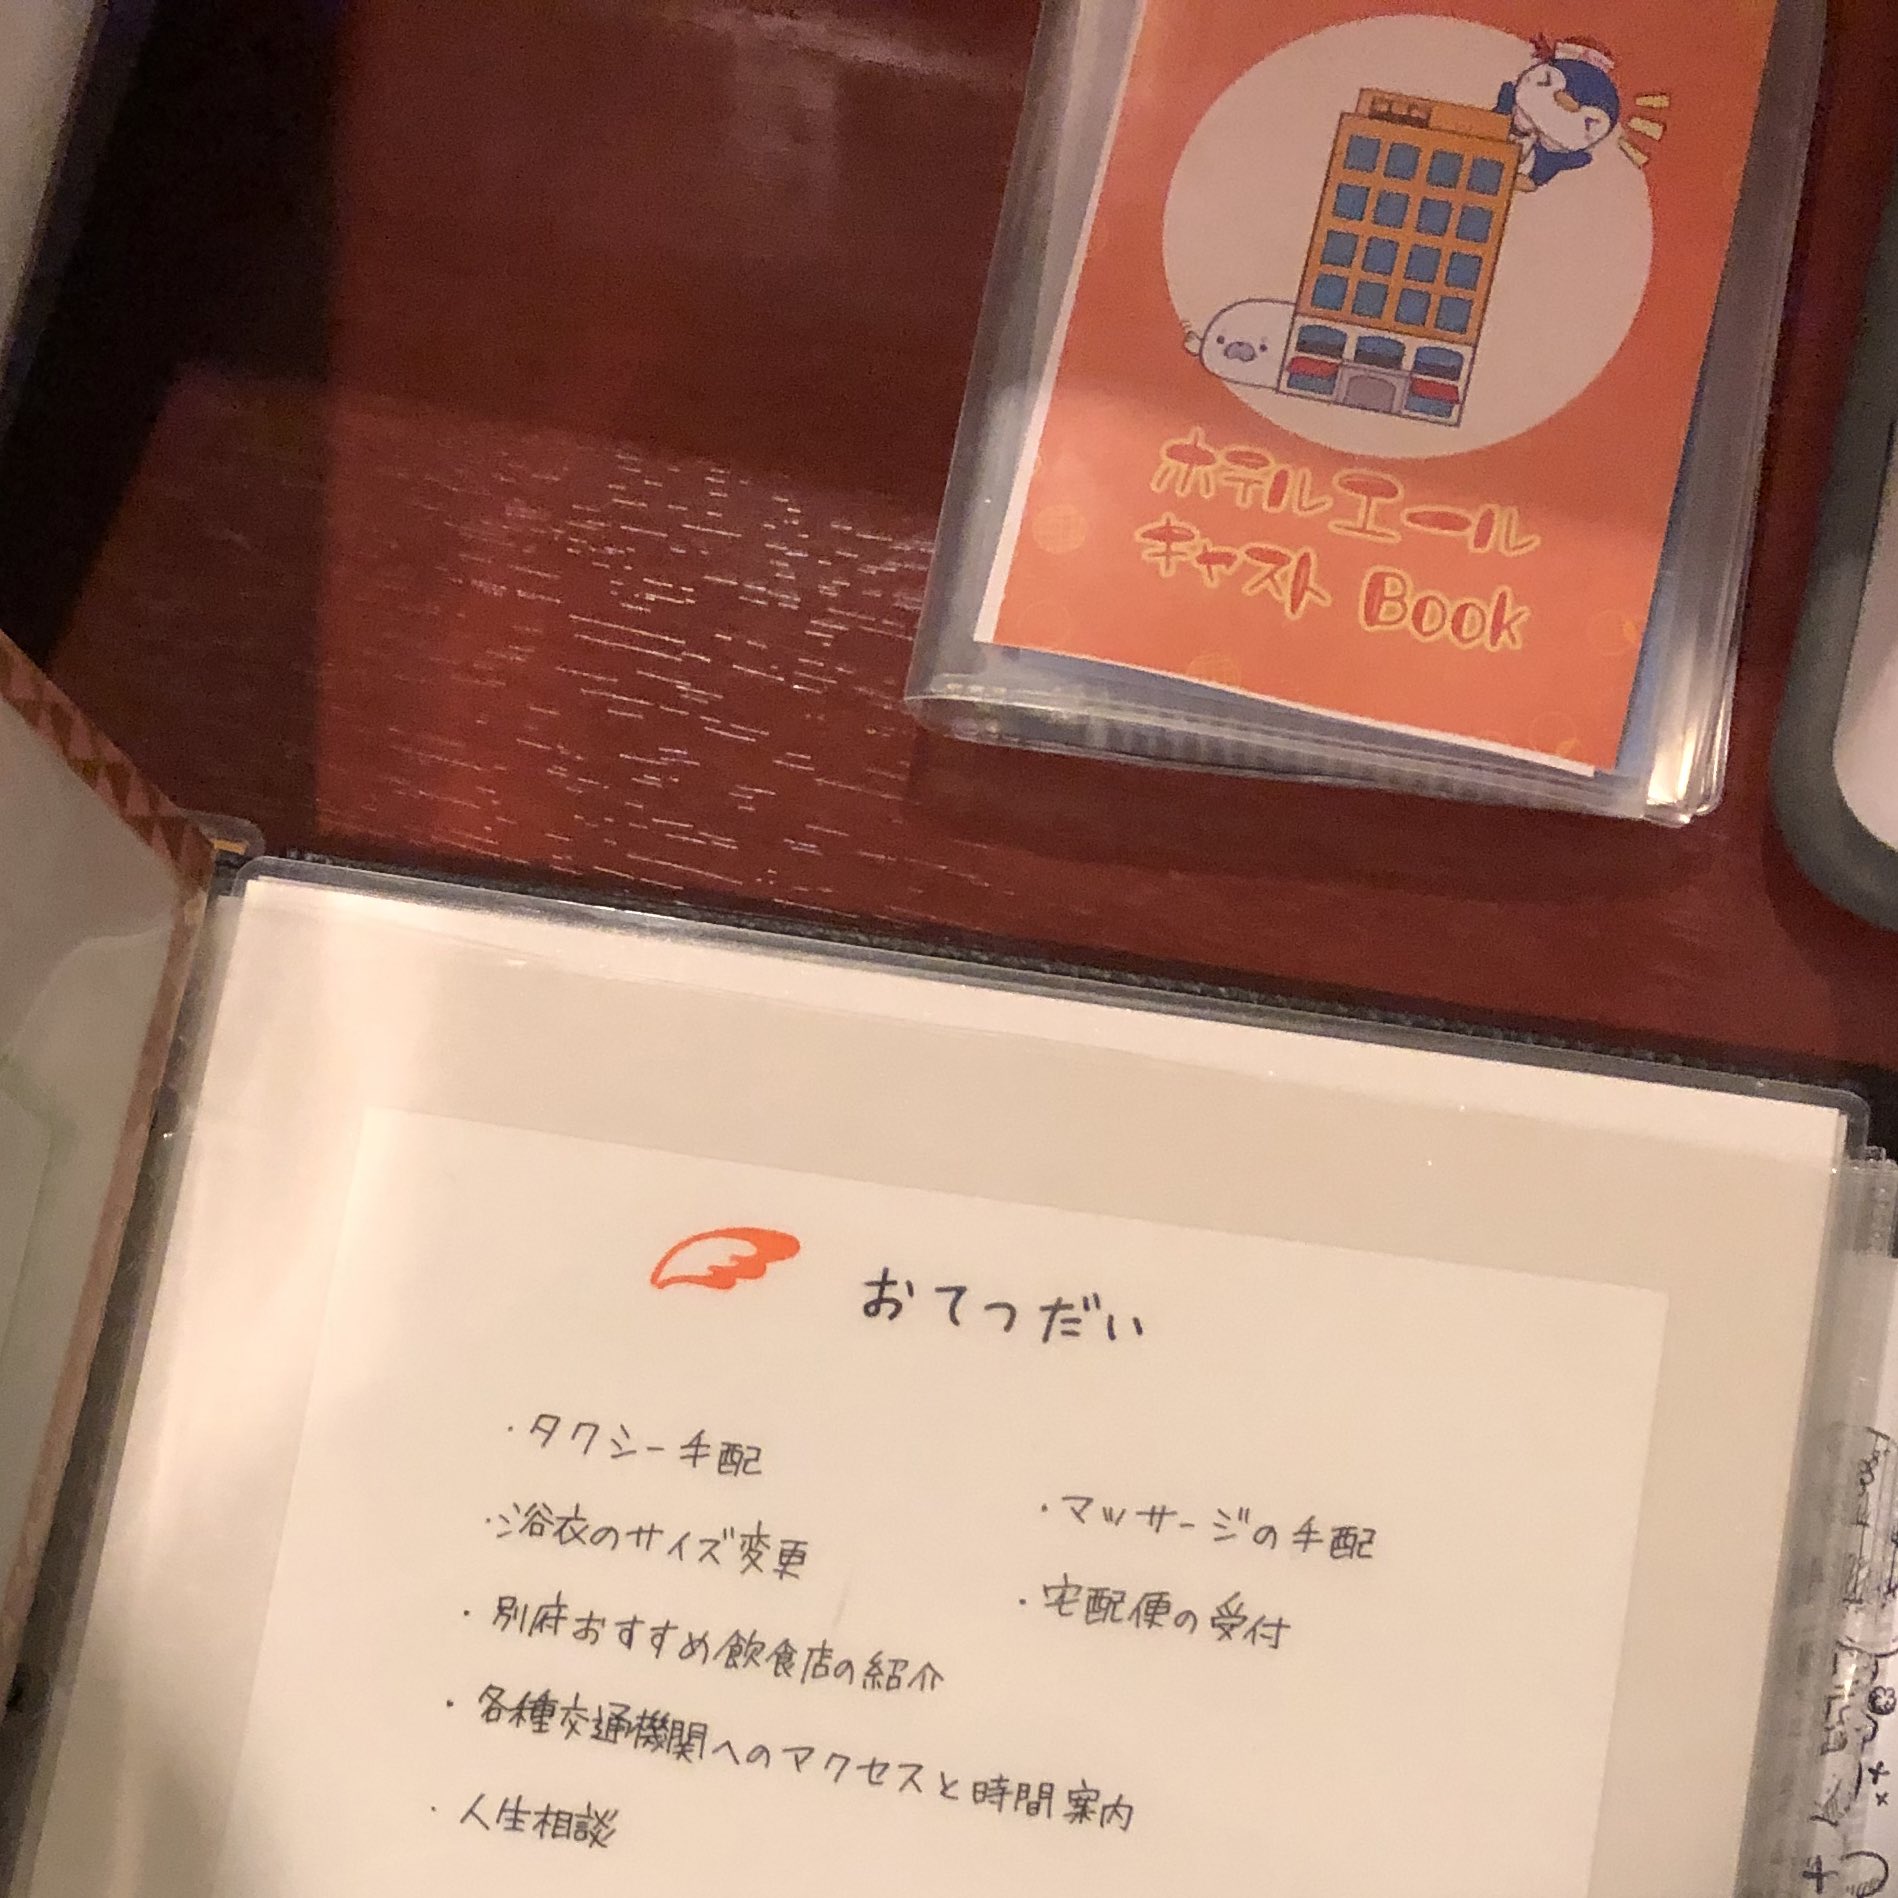 ホテルエール
キャスト Book
おてつだい
・タクシー手配
・浴衣のサイズ変更
・別府おすすめ飲食店の紹介
・各種交通機関へのアクセスと時間案内
・人生相談
・マッサージの手配
・宅配便の受付